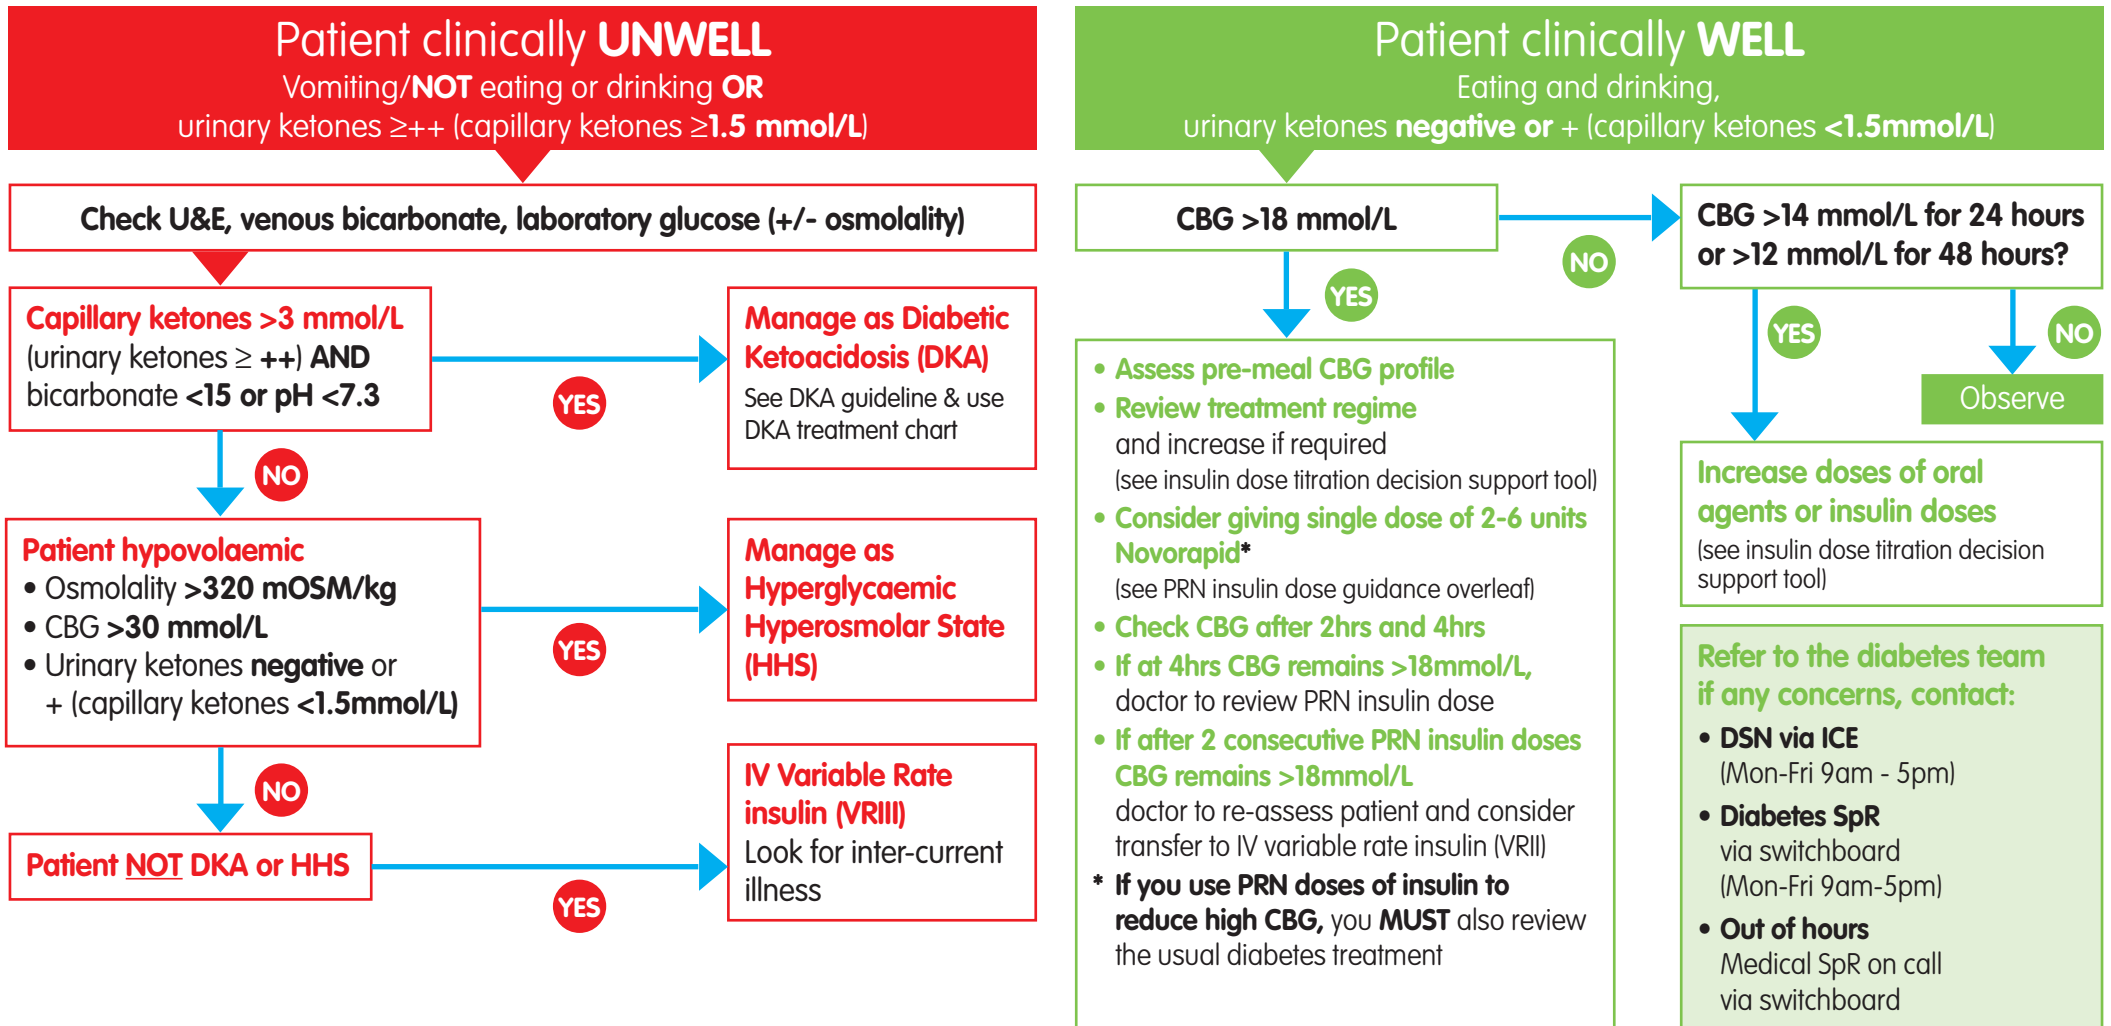 Patient clinically UNWELL
Vomiting/NOT eating or drinking OR
urinary ketones ≥++ (capillary ketones ≥1.5 mmol/L)
Check U&E, venous bicarbonate, laboratory glucose (+/- osmolality)
Capillary ketones >3 mmol/L
(urinary ketones ≥ ++) AND
bicarbonate <15 or pH <7.3
YES
Manage as Diabetic
Ketoacidosis (DKA)
See DKA guideline & use
DKA treatment chart
NO
Patient hypovolaemic
• Osmolality >320 mOSM/kg
• CBG >30 mmol/L
• Urinary ketones negative or
+ (capillary ketones <1.5mmol/L)
YES
Manage as
Hyperglycaemic
Hyperosmolar State
(HHS)
NO
Patient NOT DKA or HHS
YES
IV Variable Rate
insulin (VRIII)
Look for inter-current
illness
Patient clinically WELL
Eating and drinking,
urinary ketones negative or + (capillary ketones <1.5mmol/L)
CBG >18 mmol/L
NO
CBG >14 mmol/L for 24 hours
or >12 mmol/L for 48 hours?
YES
• Assess pre-meal CBG profile
• Review treatment regime
and increase if required
(see insulin dose titration decision support tool)
• Consider giving single dose of 2-6 units
Novorapid*
(see PRN insulin dose guidance overleaf)
• Check CBG after 2hrs and 4hrs
• If at 4hrs CBG remains >18mmol/L,
doctor to review PRN insulin dose
• If after 2 consecutive PRN insulin doses
CBG remains >18mmol/L
doctor to re-assess patient and consider
transfer to IV variable rate insulin (VRII)
* If you use PRN doses of insulin to
reduce high CBG, you MUST also review
the usual diabetes treatment
YES
NO
Observe
Increase doses of oral
agents or insulin doses
(see insulin dose titration decision
support tool)
Refer to the diabetes team
if any concerns, contact:
• DSN via ICE
(Mon-Fri 9am - 5pm)
• Diabetes SpR
via switchboard
(Mon-Fri 9am-5pm)
• Out of hours
Medical SpR on call
via switchboard